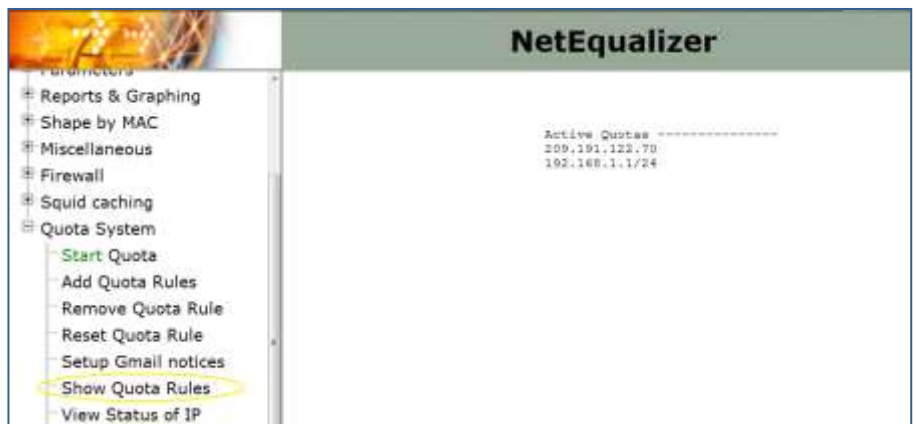 NetEqualizer
Parameters
Reports & Graphing
Shape by MAC
Miscellaneous
Firewall
Squid caching
Quota System
Start Quota
Add Quota Rules
Remove Quota Rule
Reset Quota Rule
Setup Gmail notices
Show Quota Rules
View Status of IP
Active Quotas ---------------
209.191.122.70
192.168.1.1/24